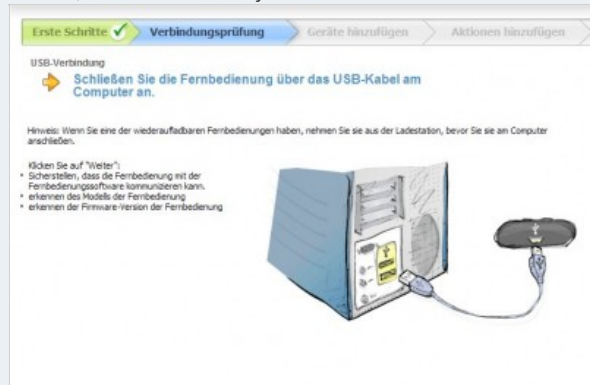 Erste Schritte
Verbindungsprüfung
Geräte hinzufügen
Aktionen hinzufügen
USB-Verbindung
Schließen Sie die Fernbedienung über das USB-Kabel am
Computer an.
Hinweis: Wenn Sie eine der wiederaufladbaren Fernbedienungen haben, nehmen Sie sie aus der Ladestation, bevor Sie sie am Computer
anschließen.
Klicken Sie auf "Weiter":
• Sicherstellen, dass die Fernbedienung mit der
Fernbedienungssoftware kommunizieren kann.
• erkennen des Modells der Fernbedienung
• erkennen der Firmware-Version der Fernbedienung